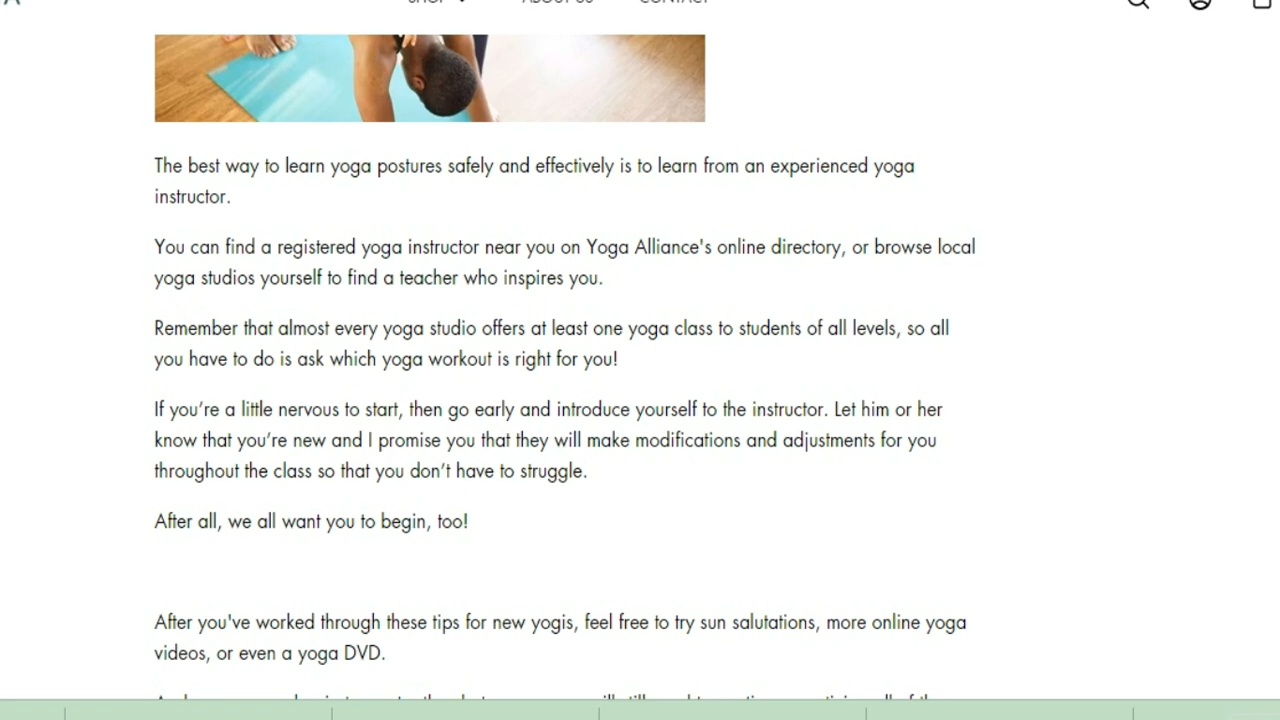 SHOP ABOUT US CONTACT
The best way to learn yoga postures safely and effectively is to learn from an experienced yoga
instructor.
You can find a registered yoga instructor near you on Yoga Alliance's online directory, or browse local
yoga studios yourself to find a teacher who inspires you.
Remember that almost every yoga studio offers at least one yoga class to students of all levels, so all
you have to do is ask which yoga workout is right for you!
If you’re a little nervous to start, then go early and introduce yourself to the instructor. Let him or her
know that you’re new and I promise you that they will make modifications and adjustments for you
throughout the class so that you don’t have to struggle.
After all, we all want you to begin, too!
After you've worked through these tips for new yogis, feel free to try sun salutations, more online yoga
videos, or even a yoga DVD.